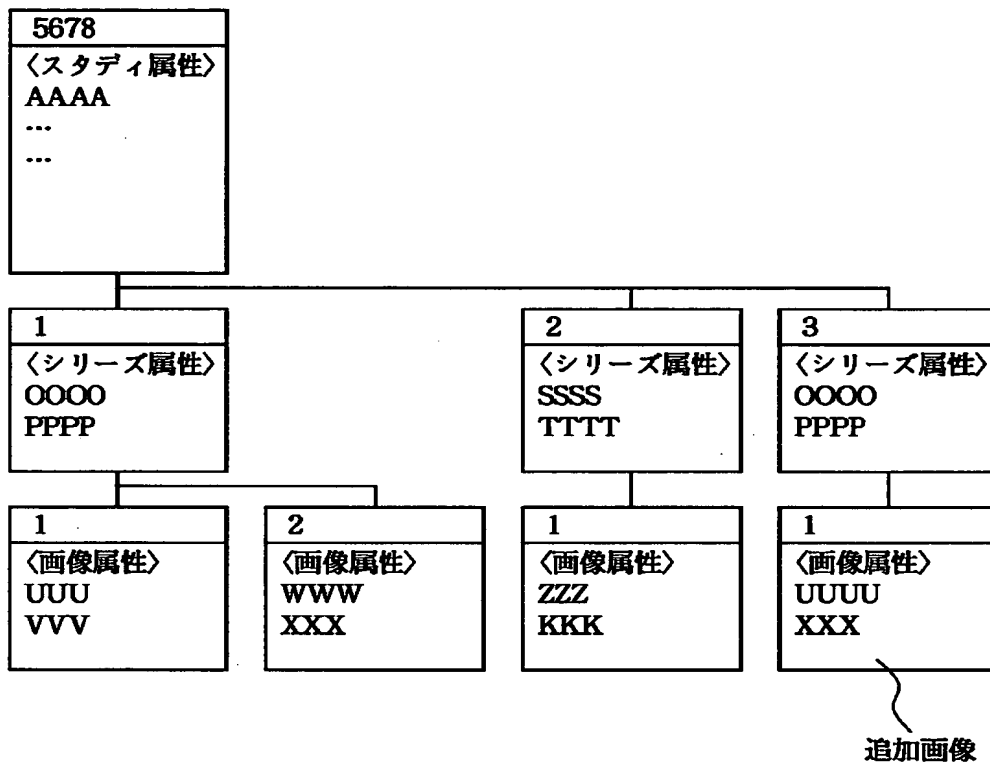 5678
〈スタディ属性〉
AAAA
...
...
1
〈シリーズ属性〉
OOOO
PPPP
2
〈シリーズ属性〉
SSSS
TTTT
3
〈シリーズ属性〉
OOOO
PPPP
1
〈画像属性〉
UUU
VVV
2
〈画像属性〉
WWW
XXX
1
〈画像属性〉
ZZZ
KKK
1
〈画像属性〉
UUUU
XXX
追加画像